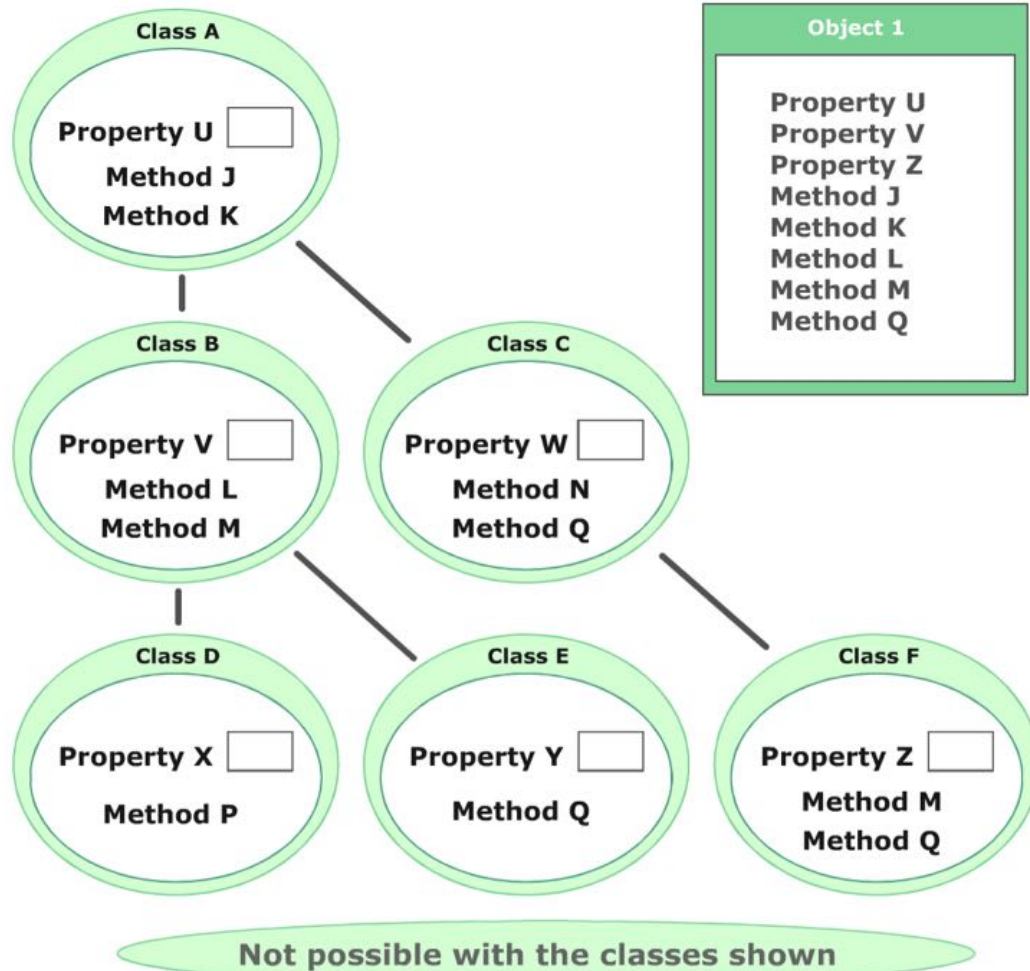 Class A
Property U
Method J
Method K
Object 1
Property U
Property V
Property Z
Method J
Method K
Method L
Method M
Method Q
Class B
Property V
Method L
Method M
Class C
Property W
Method N
Method Q
Class D
Property X
Method P
Class E
Property Y
Method Q
Class F
Property Z
Method M
Method Q
Not possible with the classes shown